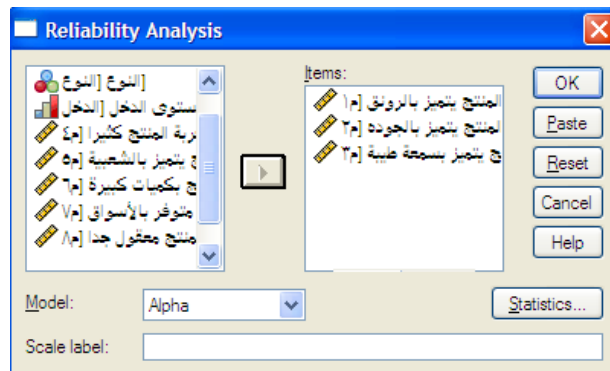 Reliability Analysis
النوع [النوع]
ستوى الدخل [الدخل
ربة المنتج كثيرا [م٤
ج يتميز بالشعبية [م٥
ج بكميات كبيرة [م٦
متوفر بالأسواق [م٧
منتج معقول جدا [م٨
Items:
المنتج يتميز بالرونق [م١
المنتج يتميز بالجوده [م٢
ج يتميز بسمعة طيبة [م٣
OK
Paste
Reset
Cancel
Help
Model:
Alpha
Statistics...
Scale label: